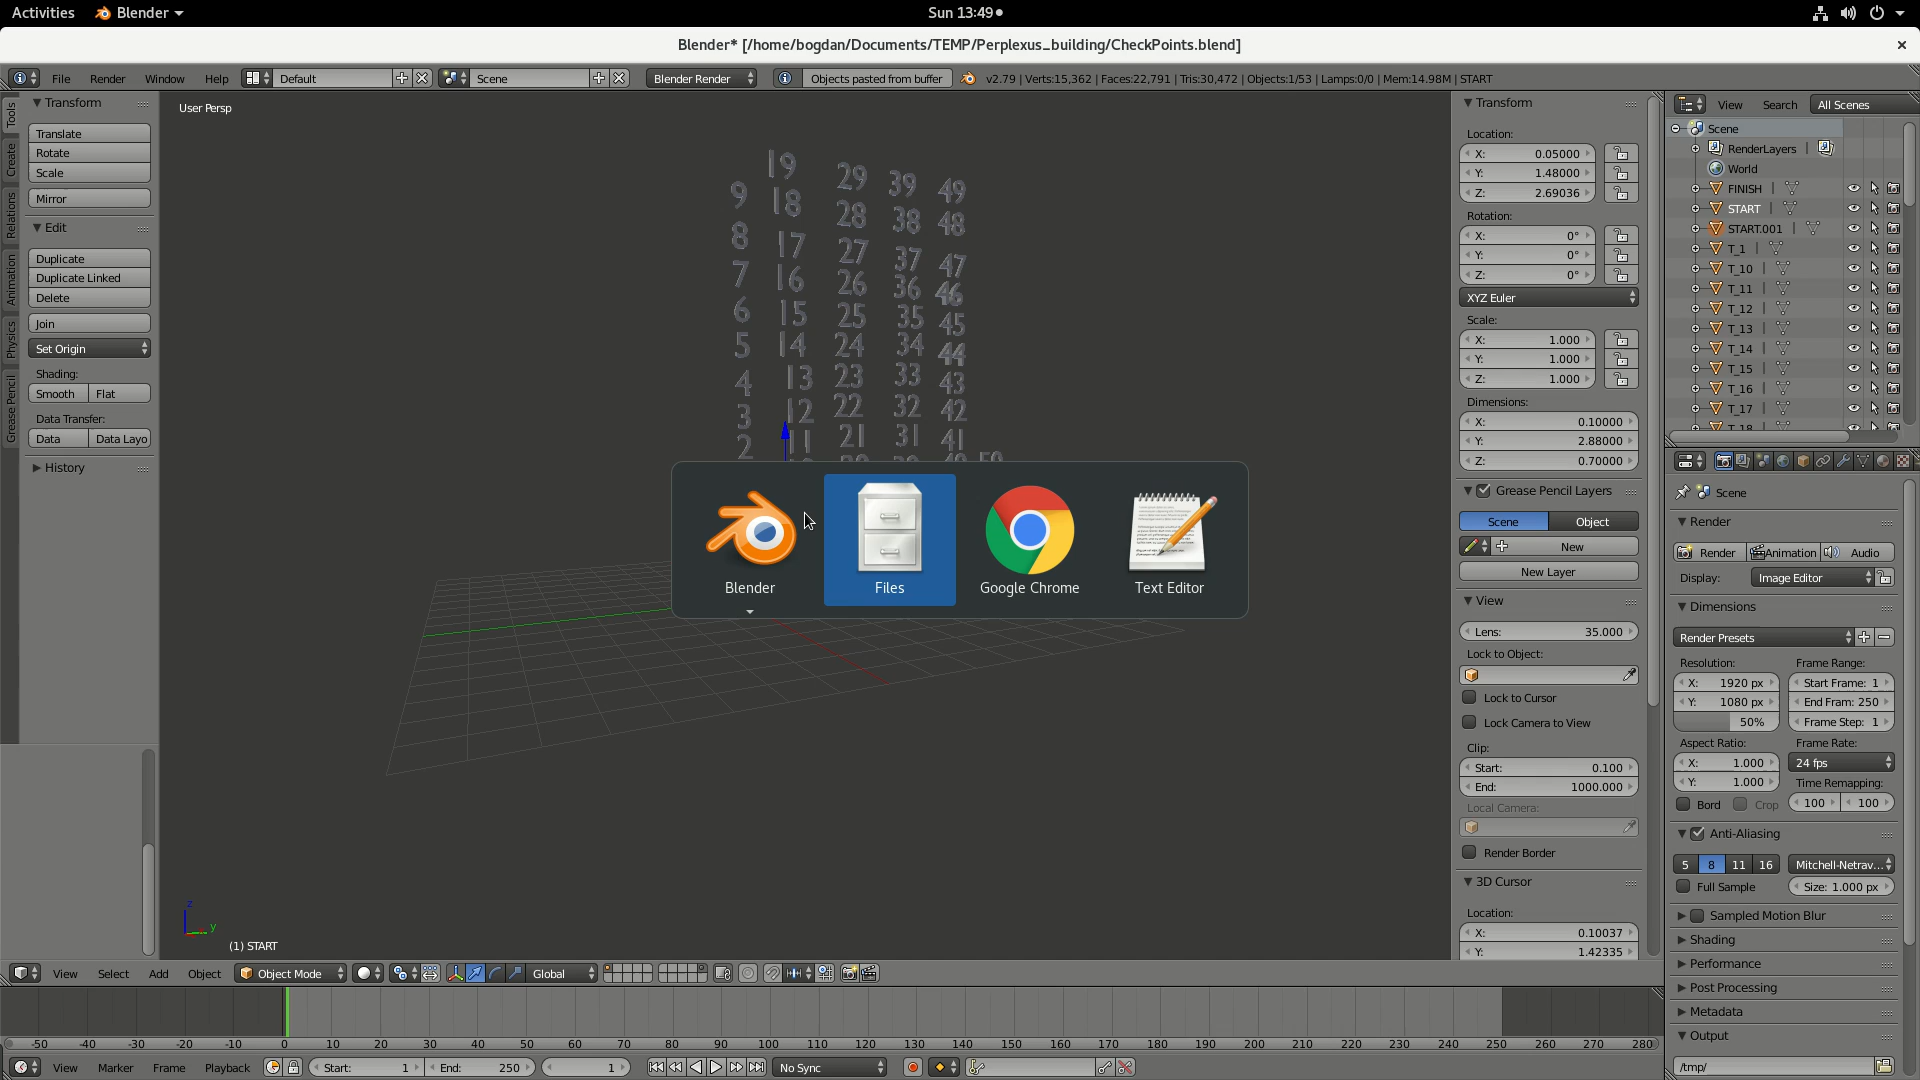 Activities Blender Sun 13:49
Blender* [/home/bogdan/Documents/TEMP/Perplexus_building/CheckPoints.blend]
File Render Window Help Default Scene Blender Render Objects pasted from buffer v2.79 | Verts:15,362 | Faces:22,791 | Tris:30,472 | Objects:1/53 | Lamps:0/0 | Mem:14.98M | START
Tools
Create
Relations
Animation
Physics
Grease Pencil
Transform
Translate
Rotate
Scale
Mirror
Edit
Duplicate
Duplicate Linked
Delete
Join
Set Origin
Shading:
Smooth Flat
Data Transfer:
Data Data Layo
History
User Persp
19 29 39 49
9 18 28 38 48
8 17 27 37 47
7 16 26 36 46
6 15 25 35 45
5 14 24 34 44
4 13 23 33 43
3 12 22 32 42
2 11 21 31 41
Blender Files Google Chrome Text Editor
z
y
(1) START
Transform
Location:
X: 0.05000
Y: 1.48000
Z: 2.69036
Rotation:
X: 0°
Y: 0°
Z: 0°
XYZ Euler
Scale:
X: 1.000
Y: 1.000
Z: 1.000
Dimensions:
X: 0.10000
Y: 2.88000
Z: 0.70000
Grease Pencil Layers
Scene Object
New
New Layer
View
Lens: 35.000
Lock to Object:
Lock to Cursor
Lock Camera to View
Clip:
Start: 0.100
End: 1000.000
Local Camera:
Render Border
3D Cursor
Location:
X: 0.10037
Y: 1.42335
View Search All Scenes
Scene
RenderLayers |
World
FINISH |
START |
START.001 |
T_1 |
T_10 |
T_11 |
T_12 |
T_13 |
T_14 |
T_15 |
T_16 |
T_17 |
T_18 |
Scene
Render
Render Animation Audio
Display: Image Editor
Dimensions
Render Presets
Resolution: Frame Range:
X: 1920 px Start Frame: 1
Y: 1080 px End Fram: 250
50% Frame Step: 1
Aspect Ratio: Frame Rate:
X: 1.000 24 fps
Y: 1.000 Time Remapping:
Bord Crop 100 100
Anti-Aliasing
5 8 11 16 Mitchell-Netrav...
Full Sample Size: 1.000 px
Sampled Motion Blur
Shading
Performance
Post Processing
Metadata
Output
/tmp/
View Select Add Object Object Mode Global
-50 -40 -30 -20 -10 0 10 20 30 40 50 60 70 80 90 100 110 120 130 140 150 160 170 180 190 200 210 220 230 240 250 260 270 280
View Marker Frame Playback Start: 1 End: 250 1 No Sync